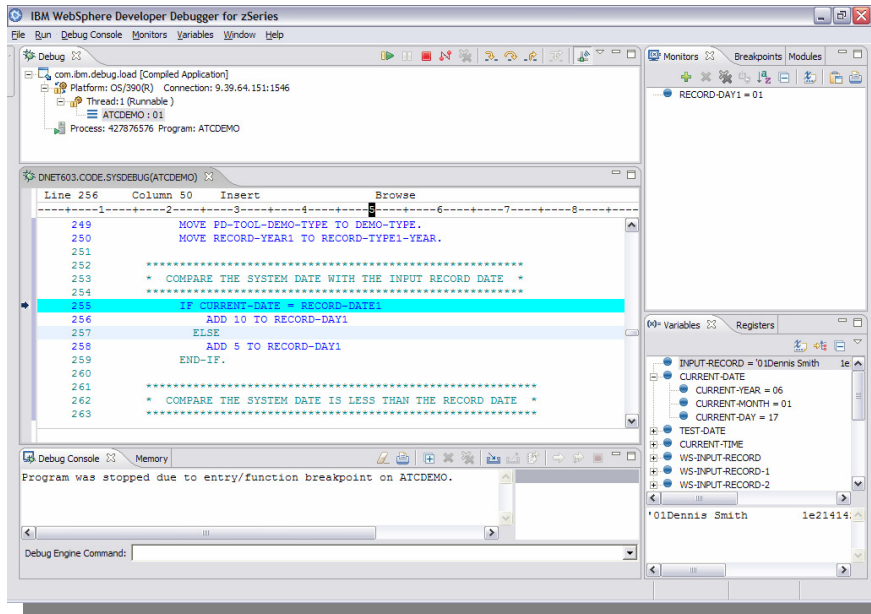 IBM WebSphere Developer Debugger for zSeries
File Run Debug Console Monitors Variables Window Help
Debug
com.ibm.debug.load [Compiled Application]
Platform: OS/390(R) Connection: 9.39.64.151:1546
Thread:1 (Runnable )
ATCDEMO : 01
Process: 427876576 Program: ATCDEMO
Monitors Breakpoints Modules
RECORD-DAY1 = 01
DNET603.CODE.SYSDEBUG(ATCDEMO)
Line 256 Column 50 Insert Browse
----+----1----+----2----+----3----+----4----+----5----+----6----+----7----+----8----+----
249 MOVE PD-TOOL-DEMO-TYPE TO DEMO-TYPE.
250 MOVE RECORD-YEAR1 TO RECORD-TYPE1-YEAR.
251
252 *********************************************************
253 * COMPARE THE SYSTEM DATE WITH THE INPUT RECORD DATE *
254 *********************************************************
255 IF CURRENT-DATE = RECORD-DATE1
256 ADD 10 TO RECORD-DAY1
257 ELSE
258 ADD 5 TO RECORD-DAY1
259 END-IF.
260
261 ***********************************************************
262 * COMPARE THE SYSTEM DATE IS LESS THAN THE RECORD DATE *
263 ***********************************************************
(x)= Variables Registers
INPUT-RECORD = '01Dennis Smith 1e
CURRENT-DATE
CURRENT-YEAR = 06
CURRENT-MONTH = 01
CURRENT-DAY = 17
TEST-DATE
CURRENT-TIME
WS-INPUT-RECORD
WS-INPUT-RECORD-1
WS-INPUT-RECORD-2
'01Dennis Smith 1e21414
Debug Console Memory
Program was stopped due to entry/function breakpoint on ATCDEMO.
Debug Engine Command: